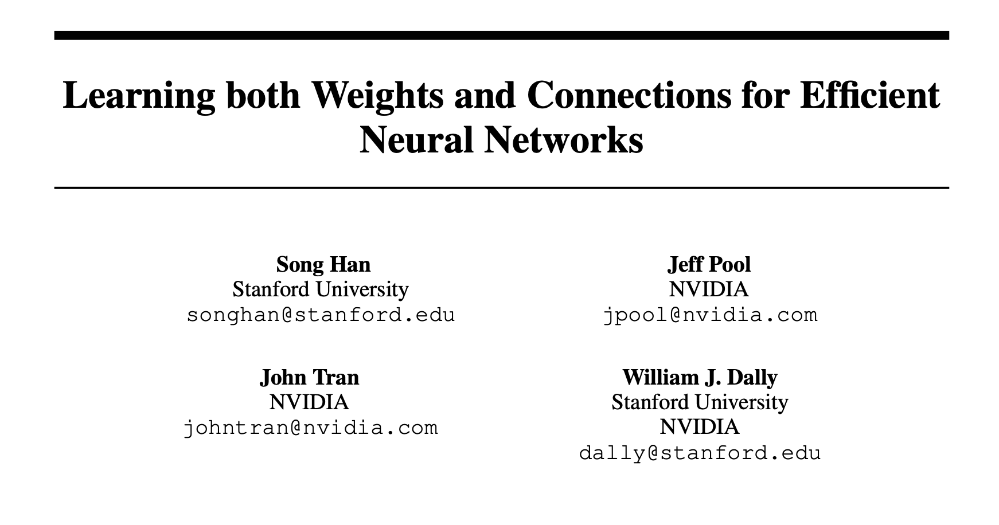 Learning both Weights and Connections for Efficient
Neural Networks
Song Han
Stanford University
songhan@stanford.edu
Jeff Pool
NVIDIA
jpool@nvidia.com
John Tran
NVIDIA
johntran@nvidia.com
William J. Dally
Stanford University
NVIDIA
dally@stanford.edu